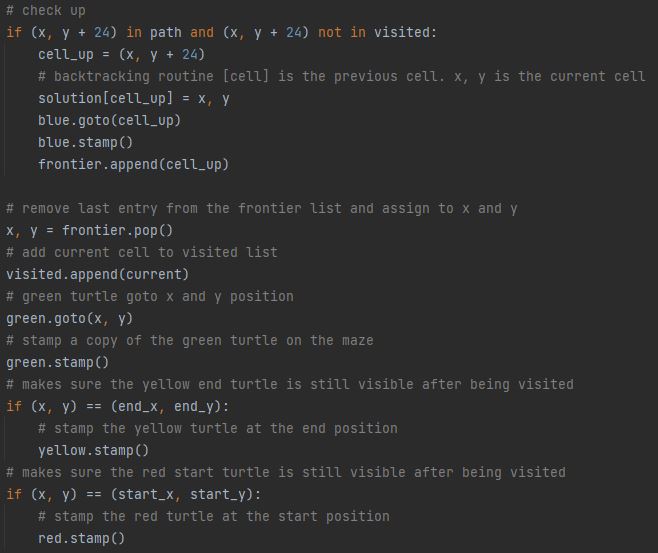 # check up
if (x, y + 24) in path and (x, y + 24) not in visited:
    cell_up = (x, y + 24)
    # backtracking routine [cell] is the previous cell. x, y is the current cell
    solution[cell_up] = x, y
    blue.goto(cell_up)
    blue.stamp()
    frontier.append(cell_up)

# remove last entry from the frontier list and assign to x and y
x, y = frontier.pop()
# add current cell to visited list
visited.append(current)
# green turtle goto x and y position
green.goto(x, y)
# stamp a copy of the green turtle on the maze
green.stamp()
# makes sure the yellow end turtle is still visible after being visited
if (x, y) == (end_x, end_y):
    # stamp the yellow turtle at the end position
    yellow.stamp()
# makes sure the red start turtle is still visible after being visited
if (x, y) == (start_x, start_y):
    # stamp the red turtle at the start position
    red.stamp()